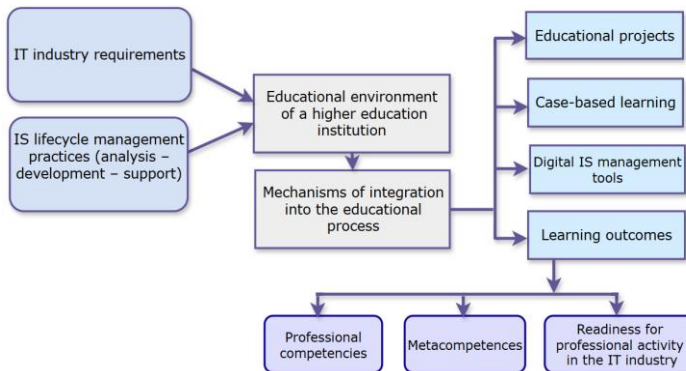 IT industry requirements
IS lifecycle management
practices (analysis –
development – support)
Educational environment
of a higher education
institution
Mechanisms of integration
into the educational
process
Educational projects
Case-based learning
Digital IS management
tools
Learning outcomes
Professional
competencies
Metacompetences
Readiness for
professional activity
in the IT industry